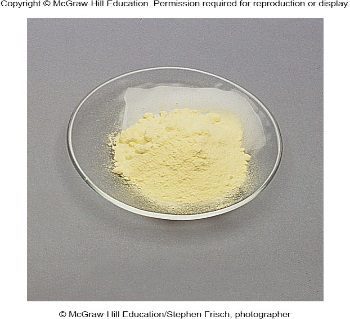 Copyright © McGraw-Hill Education. Permission required for reproduction or display
© McGraw-Hill Education/Stephen Frisch, photographer